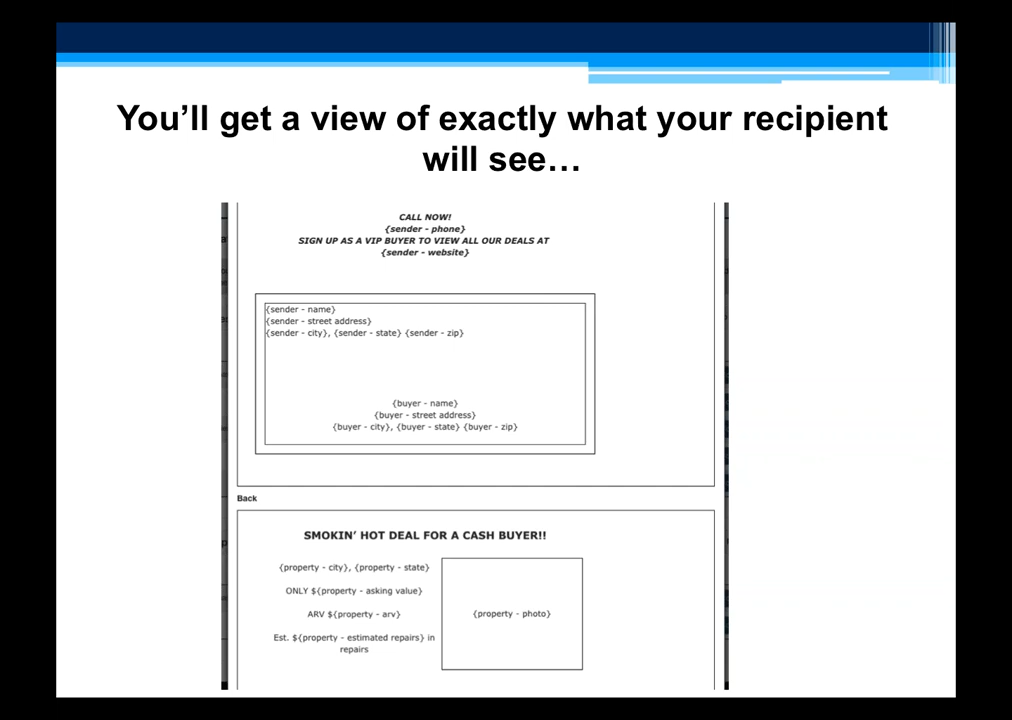 You’ll get a view of exactly what your recipient
will see…
CALL NOW!
{sender - phone}
SIGN UP AS A VIP BUYER TO VIEW ALL OUR DEALS AT
{sender - website}
{sender - name}
{sender - street address}
{sender - city}, {sender - state} {sender - zip}
{buyer - name}
{buyer - street address}
{buyer - city}, {buyer - state} {buyer - zip}
Back
SMOKIN’ HOT DEAL FOR A CASH BUYER!!
{property - city}, {property - state}
ONLY ${property - asking value}
ARV ${property - arv}
{property - photo}
Est. ${property - estimated repairs} in
repairs